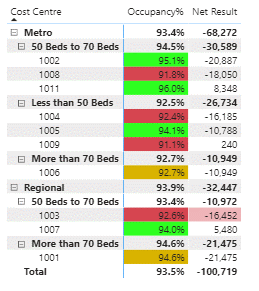 Cost Centre Occupancy% Net Result
Metro 93.4% -68,272
50 Beds to 70 Beds 94.5% -30,589
1002 95.1% -20,887
1008 91.8% -18,050
1011 96.0% 8,348
Less than 50 Beds 92.5% -26,734
1004 92.4% -16,185
1005 94.1% -10,788
1009 91.1% 240
More than 70 Beds 92.7% -10,949
1006 92.7% -10,949
Regional 93.9% -32,447
50 Beds to 70 Beds 93.4% -10,972
1003 92.6% -16,452
1007 94.0% 5,480
More than 70 Beds 94.6% -21,475
1001 94.6% -21,475
Total 93.5% -100,719